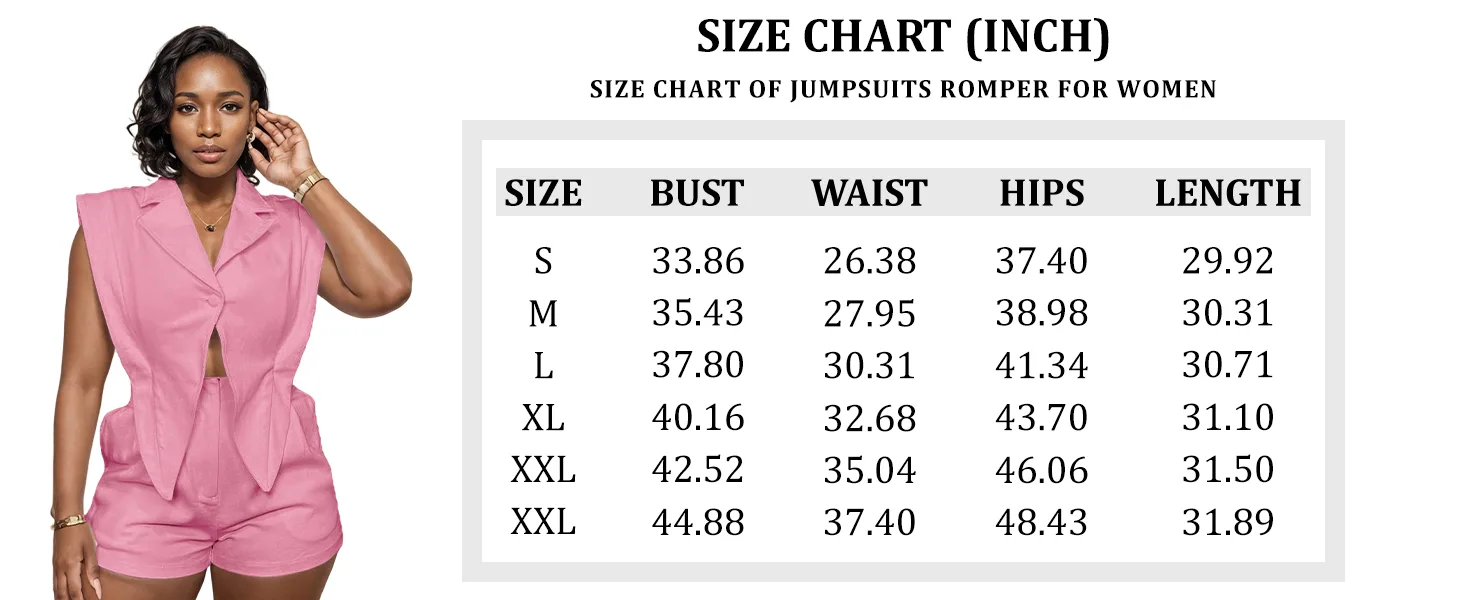 SIZE CHART (INCH)
SIZE CHART OF JUMPSUITS ROMPER FOR WOMEN
SIZE BUST WAIST HIPS LENGTH
S 33.86 26.38 37.40 29.92
M 35.43 27.95 38.98 30.31
L 37.80 30.31 41.34 30.71
XL 40.16 32.68 43.70 31.10
XXL 42.52 35.04 46.06 31.50
XXL 44.88 37.40 48.43 31.89